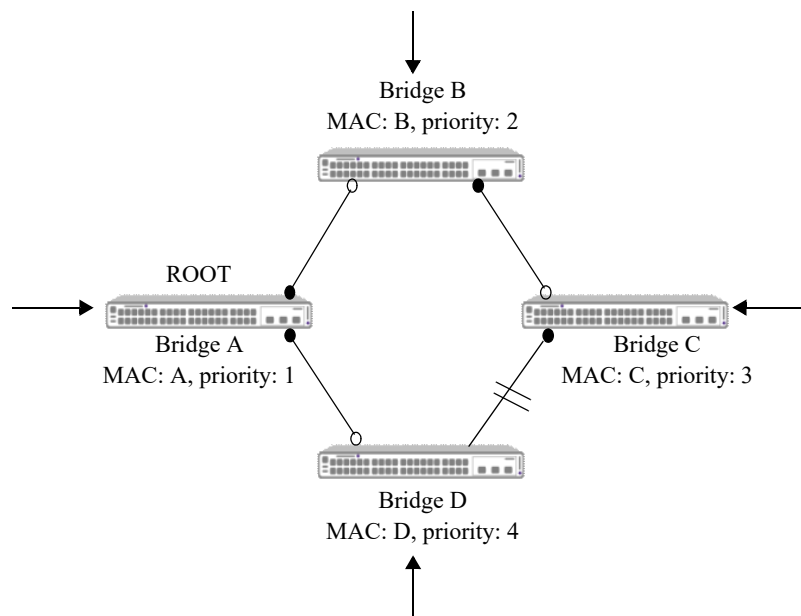 Bridge B
MAC: B, priority: 2
ROOT
Bridge A
MAC: A, priority: 1
Bridge C
MAC: C, priority: 3
Bridge D
MAC: D, priority: 4